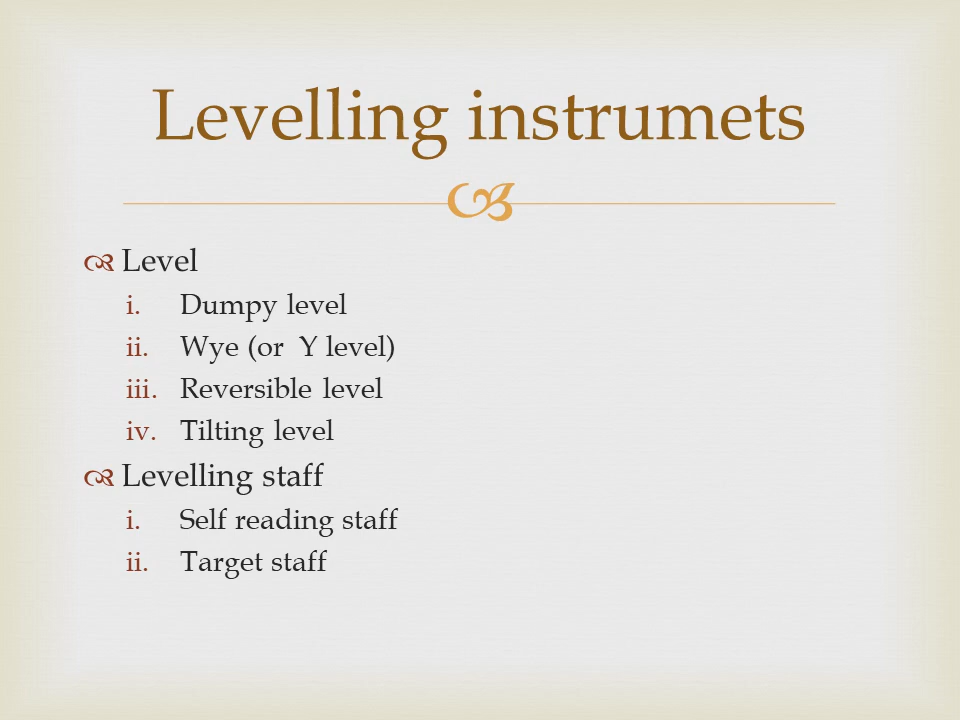 Levelling instrumets
Level
i. Dumpy level
ii. Wye (or  Y level)
iii. Reversible level
iv. Tilting level
Levelling staff
i. Self reading staff
ii. Target staff